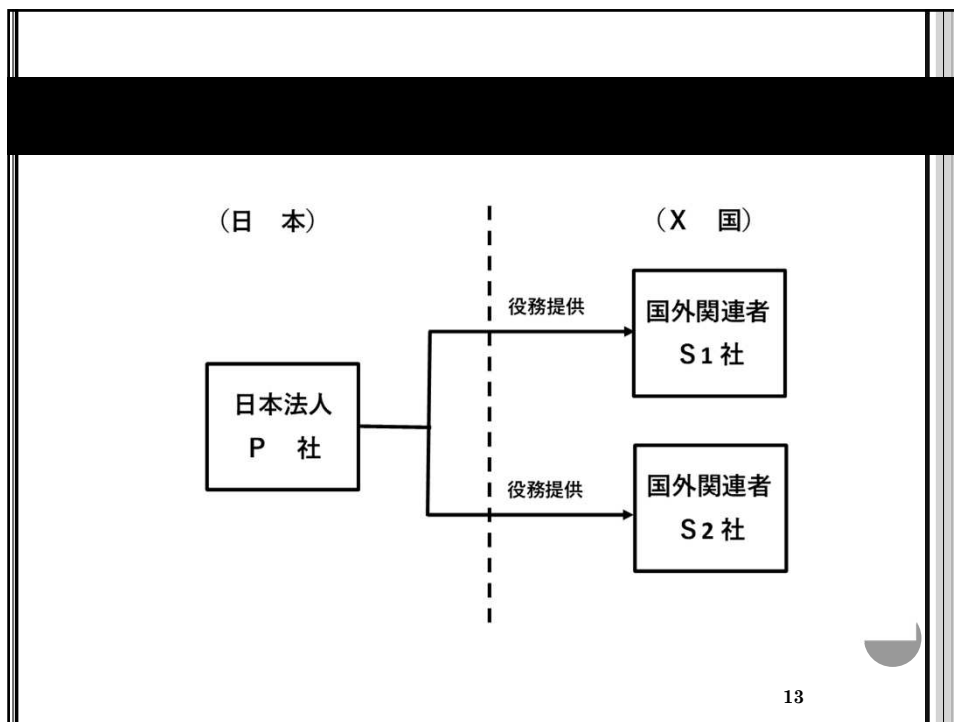 （日　本）
（X　国）
役務提供
国外関連者
S1社
日本法人
P　社
役務提供
国外関連者
S2社
13